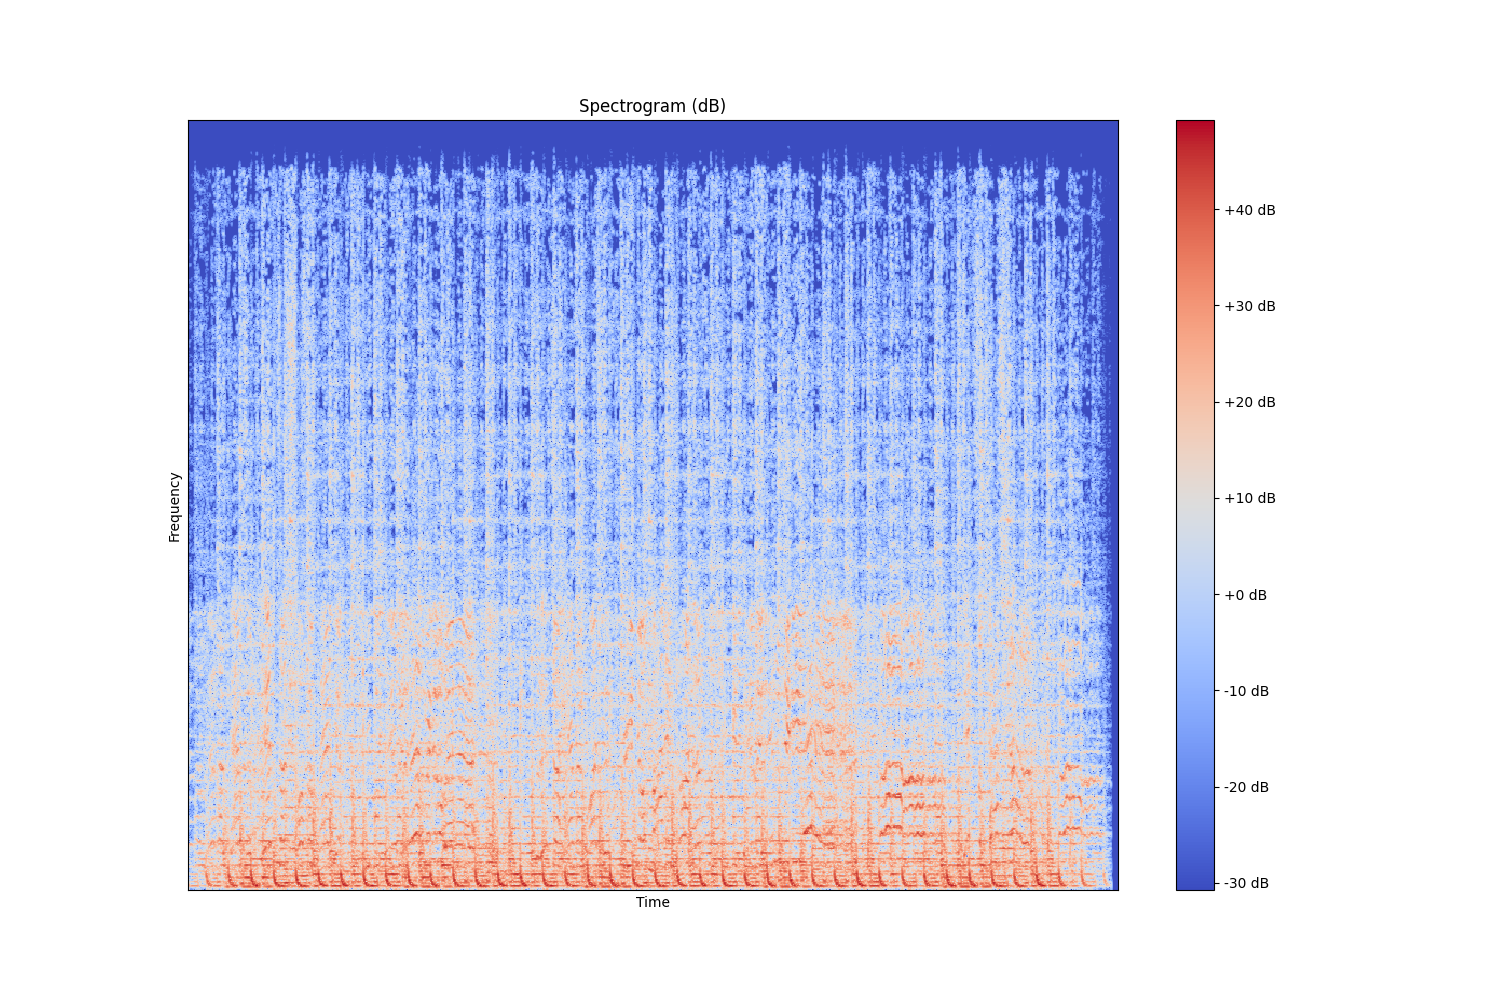 Spectrogram (dB)
+40 dB
+30 dB
+20 dB
+10 dB
+0 dB
-10 dB
-20 dB
-30 dB
Frequency
Time